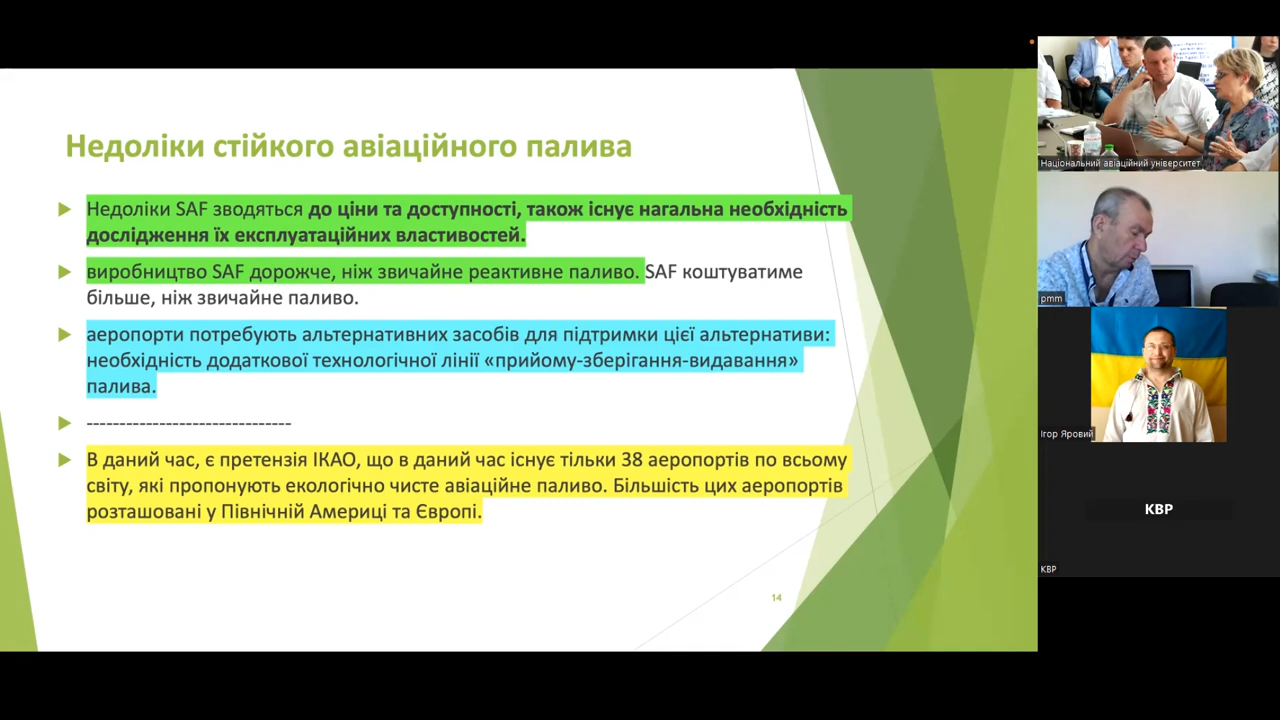 Недоліки стійкого авіаційного палива
Недоліки SAF зводяться до ціни та доступності, також існує нагальна необхідність
дослідження їх експлуатаційних властивостей.
виробництво SAF дорожче, ніж звичайне реактивне паливо. SAF коштуватиме
більше, ніж звичайне паливо.
аеропорти потребують альтернативних засобів для підтримки цієї альтернативи:
необхідність додаткової технологічної лінії «прийому-зберігання-видавання»
палива.
-------------------------------
В даний час, є претензія ІКАО, що в даний час існує тільки 38 аеропортів по всьому
світу, які пропонують екологічно чисте авіаційне паливо. Більшість цих аеропортів
розташовані у Північній Америці та Європі.
14
Національний авіаційний університет
pmm
Ігор Яровий
КВР
КВР